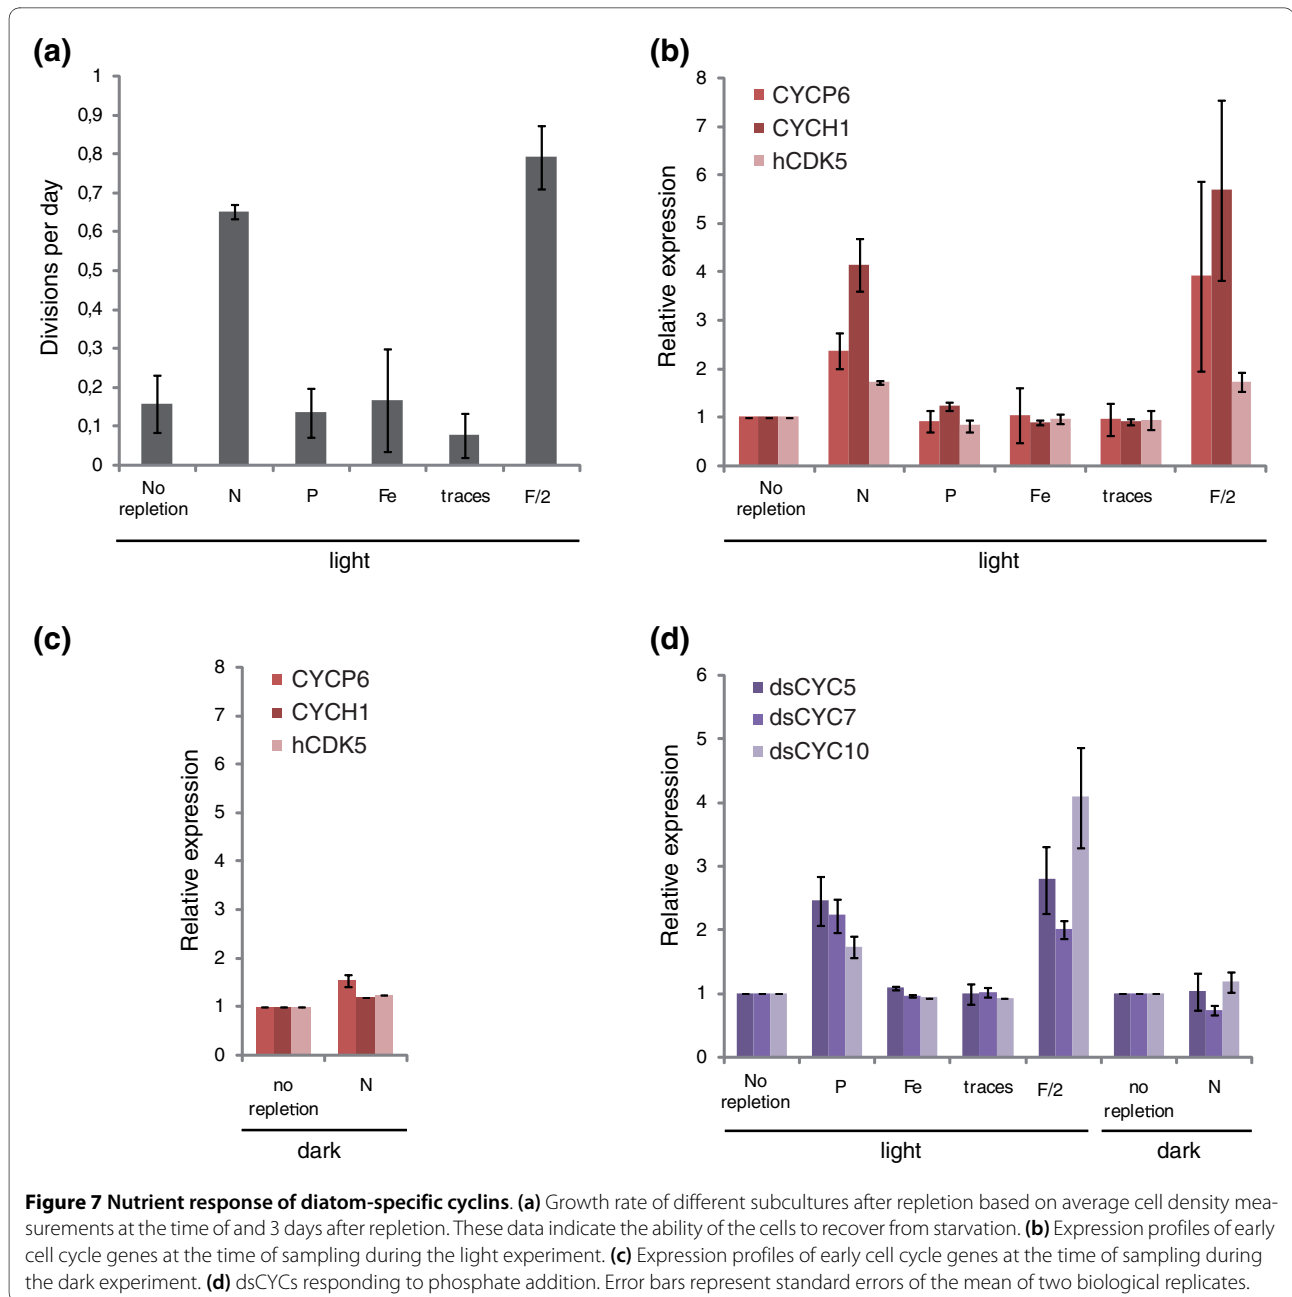 (a)
1
0,9
0,8
0,7
0,6
0,5
0,4
0,3
0,2
0,1
0
Divisions per day
No repletion
N
P
Fe
traces
F/2
light
(b)
8
7
6
5
4
3
2
1
0
Relative expression
CYCP6
CYCH1
hCDK5
No repletion
N
P
Fe
traces
F/2
light
(c)
8
7
6
5
4
3
2
1
0
Relative expression
CYCP6
CYCH1
hCDK5
no repletion
N
dark
(d)
6
5
4
3
2
1
0
Relative expression
dsCYC5
dsCYC7
dsCYC10
No repletion
P
Fe
traces
F/2
no repletion
N
light
dark
Figure 7 Nutrient response of diatom-specific cyclins. (a) Growth rate of different subcultures after repletion based on average cell density mea-
surements at the time of and 3 days after repletion. These data indicate the ability of the cells to recover from starvation. (b) Expression profiles of early
cell cycle genes at the time of sampling during the light experiment. (c) Expression profiles of early cell cycle genes at the time of sampling during
the dark experiment. (d) dsCYCs responding to phosphate addition. Error bars represent standard errors of the mean of two biological replicates.